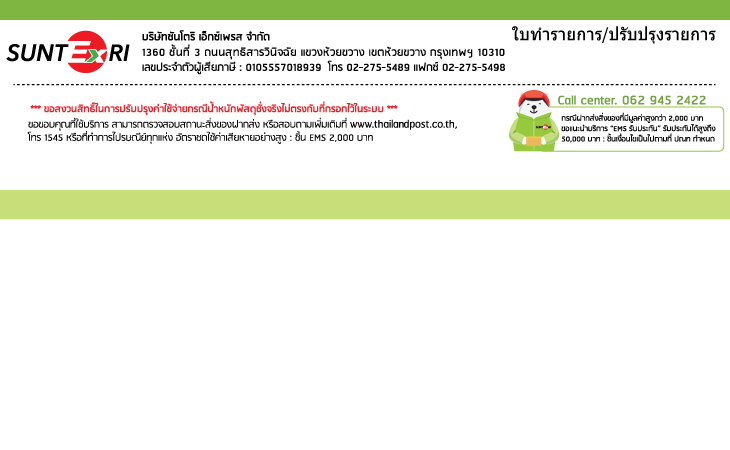 SUNTExRI
บริษัทซันโตริ เอ็กซ์เพรส จำกัด
1360 ชั้นที่ 3 ถนนสุทธิสารวินิจฉัย แขวงห้วยขวาง เขตห้วยขวาง กรุงเทพฯ 10310
เลขประจำตัวผู้เสียภาษี : 0105557018939 โทร 02-275-5489 แฟกซ์ 02-275-5498
ใบทำรายการ/ปรับปรุงรายการ
*** ขอสงวนสิทธิ์ในการปรับปรุงค่าใช้จ่ายกรณีน้ำหนักพัสดุชั่งจริงไม่ตรงกับที่กรอกไว้ในระบบ ***
ขอขอบคุณที่ใช้บริการ สามารถตรวจสอบสถานะสิ่งของฝากส่ง หรือสอบถามเพิ่มเติมที่ www.thailandpost.co.th,
โทร 1545 หรือที่ทำการไปรษณีย์ทุกแห่ง อัตราชดใช้ค่าเสียหายอย่างสูง : ชิ้น EMS 2,000 บาท
Call center. 062 945 2422
กรณีฝากส่งสิ่งของที่มีมูลค่าสูงกว่า 2,000 บาท
ขอแนะนำบริการ "EMS รับประกัน" รับประกันได้สูงถึง
50,000 บาท : ชิ้นเงื่อนไขเป็นไปตามที่ ปณท กำหนด